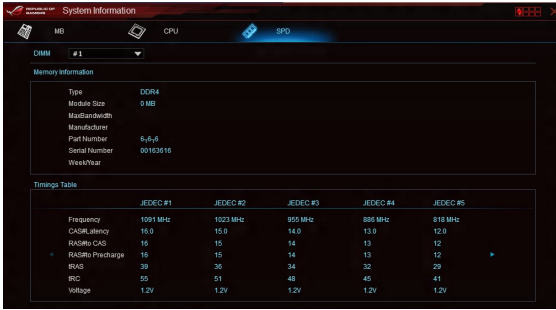 REPUBLIC OF GAMERS System Information
MB CPU SPD
DIMM #1
Memory Information
Type DDR4
Module Size 0 MB
MaxBandwidth
Manufacturer
Part Number
Serial Number 00163616
Week/Year
Timings Table
JEDEC #1 JEDEC #2 JEDEC #3 JEDEC #4 JEDEC #5
Frequency 1091 MHz 1023 MHz 955 MHz 886 MHz 818 MHz
CAS#Latency 16.0 15.0 14.0 13.0 12.0
RAS#to CAS 16 15 14 13 12
RAS#to Precharge 16 15 14 13 12
tRAS 39 36 34 32 29
tRC 55 51 48 45 41
Voltage 1.2V 1.2V 1.2V 1.2V 1.2V